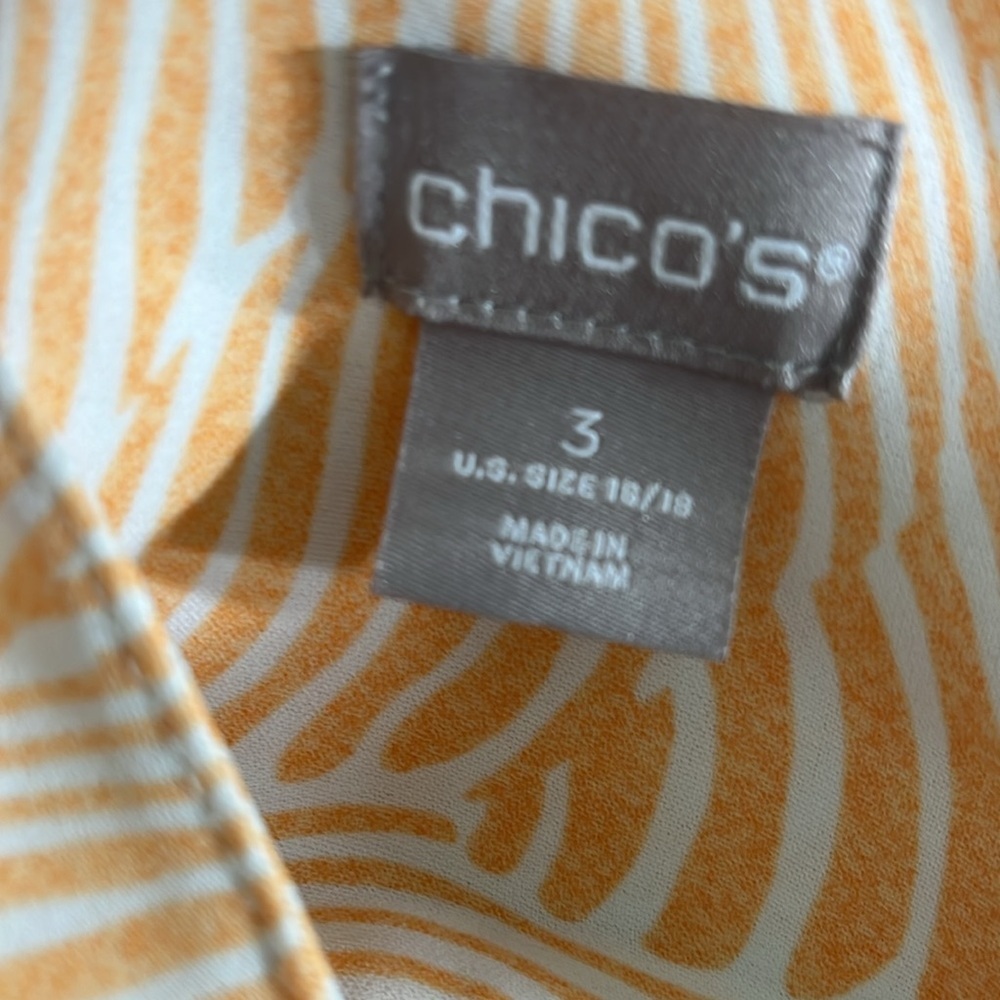 chico's®
3
U.S. SIZE 16/18
MADE IN
VIETNAM